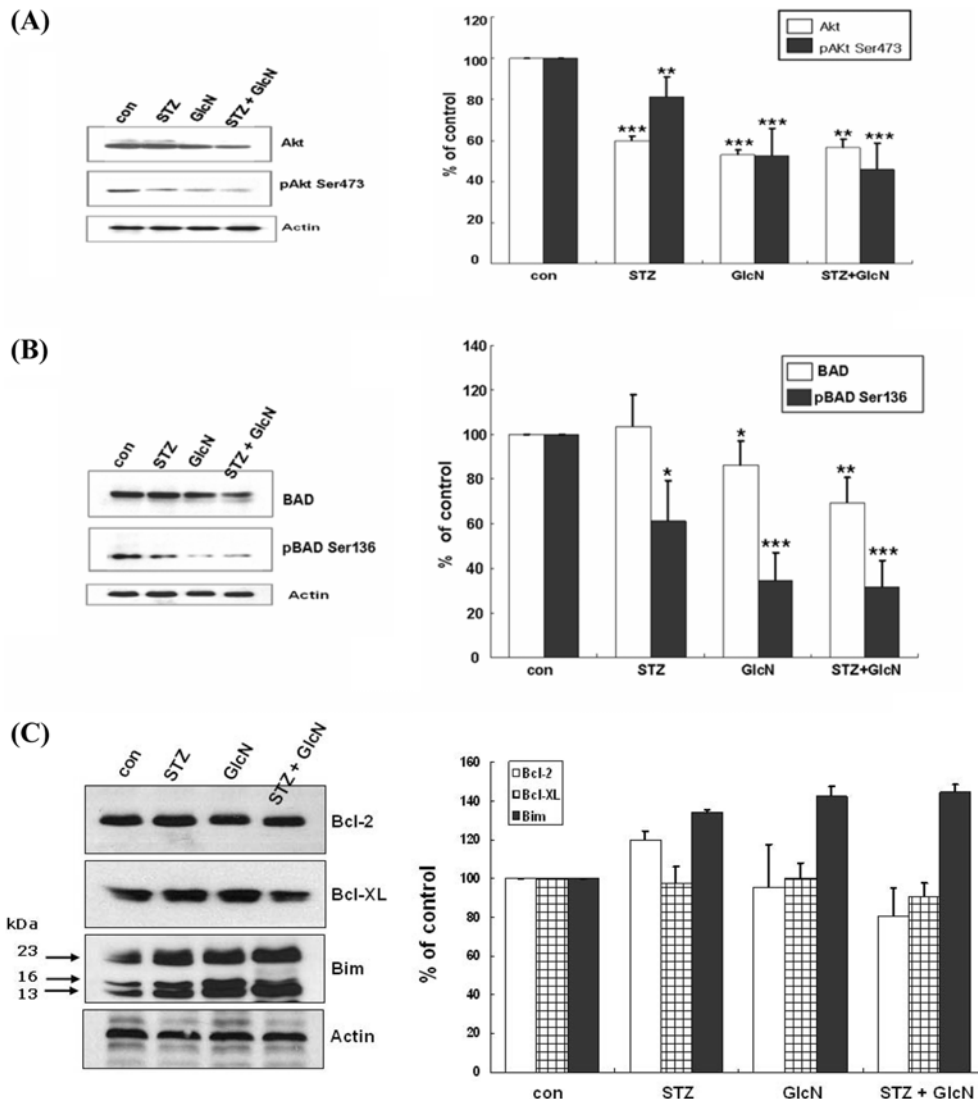 (A)
con STZ GlcN STZ + GlcN
Akt
pAkt Ser473
Actin
% of control
120
100
80
60
40
20
0
Akt
pAKt Ser473
*** ** *** *** ** ***
con STZ GlcN STZ+GlcN
(B)
con STZ GlcN STZ + GlcN
BAD
pBAD Ser136
Actin
% of control
140
120
100
80
60
40
20
0
BAD
pBAD Ser136
* * *** ** ***
con STZ GlcN STZ+GlcN
(C)
con STZ GlcN STZ + GlcN
Bcl-2
Bcl-XL
kDa
23
16
13
Bim
Actin
% of control
160
140
120
100
80
60
40
20
0
Bcl-2
Bcl-XL
Bim
con STZ GlcN STZ + GlcN